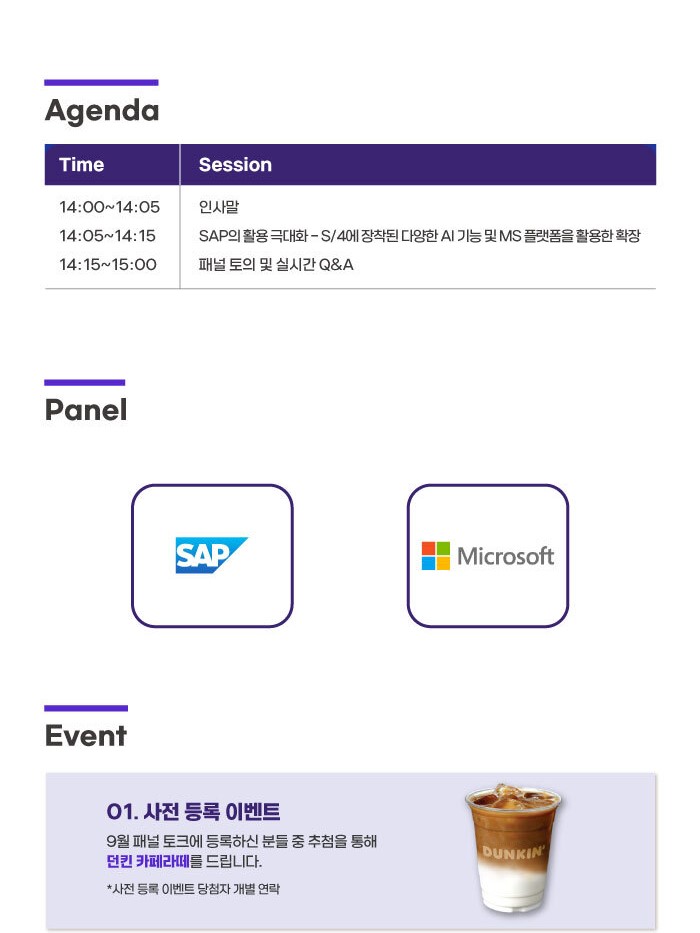 Agenda
Time Session
14:00~14:05 인사말
14:05~14:15 SAP의 활용 극대화 – S/4에 장착된 다양한 AI 기능 및 MS 플랫폼을 활용한 확장
14:15~15:00 패널 토의 및 실시간 Q&A
Panel
SAP Microsoft
Event
01. 사전 등록 이벤트
9월 패널 토크에 등록하신 분들 중 추첨을 통해
던킨 카페라떼를 드립니다.
*사전 등록 이벤트 당첨자 개별 연락
DUNKIN'